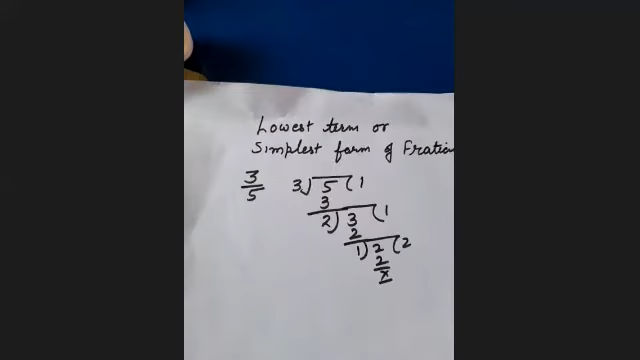 Lowest term or
Simplest form of Fration
3/5 3) 5 (1
3
2) 3 (1
2
1) 2 (2
2
x